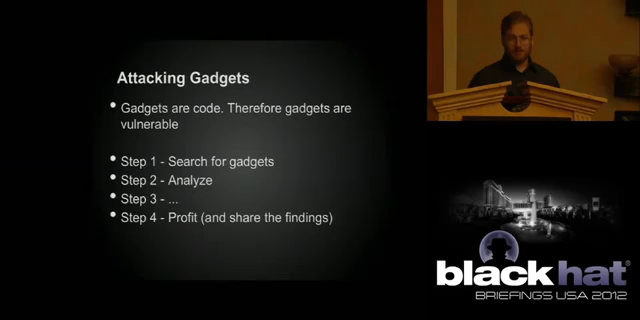 Attacking Gadgets
• Gadgets are code. Therefore gadgets are
vulnerable
• Step 1 - Search for gadgets
• Step 2 - Analyze
• Step 3 - ...
• Step 4 - Profit (and share the findings)
black hat®
BRIEFINGS USA 2012